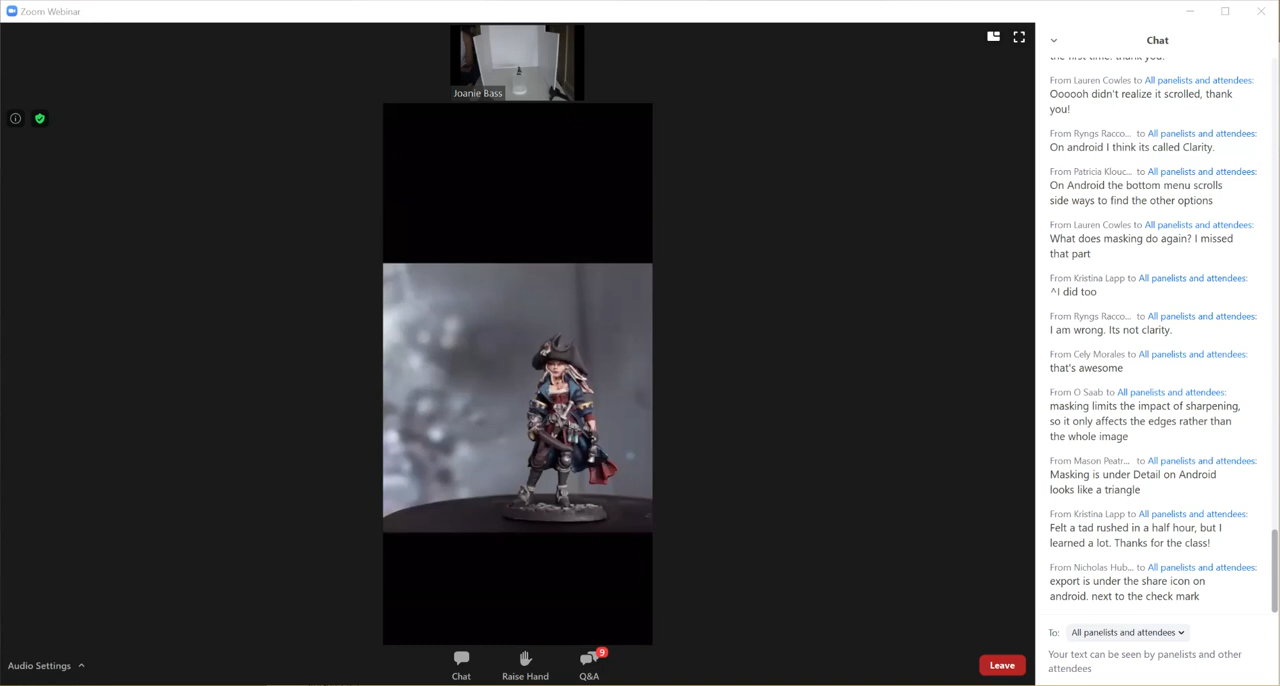 Zoom Webinar
Joanie Bass
Chat
the first time. thank you!
From Lauren Cowles to All panelists and attendees:
Oooooh didn't realize it scrolled, thank
you!
From Ryngs Racco... to All panelists and attendees:
On android I think its called Clarity.
From Patricia Klouc... to All panelists and attendees:
On Android the bottom menu scrolls
side ways to find the other options
From Lauren Cowles to All panelists and attendees:
What does masking do again? I missed
that part
From Kristina Lapp to All panelists and attendees:
^I did too
From Ryngs Racco... to All panelists and attendees:
I am wrong. Its not clarity.
From Cely Morales to All panelists and attendees:
that's awesome
From O Saab to All panelists and attendees:
masking limits the impact of sharpening,
so it only affects the edges rather than
the whole image
From Mason Peatr... to All panelists and attendees:
Masking is under Detail on Android
looks like a triangle
From Kristina Lapp to All panelists and attendees:
Felt a tad rushed in a half hour, but I
learned a lot. Thanks for the class!
From Nicholas Hub... to All panelists and attendees:
export is under the share icon on
android. next to the check mark
To: All panelists and attendees
Your text can be seen by panelists and other
attendees
Audio Settings
Chat
Raise Hand
9
Q&A
Leave